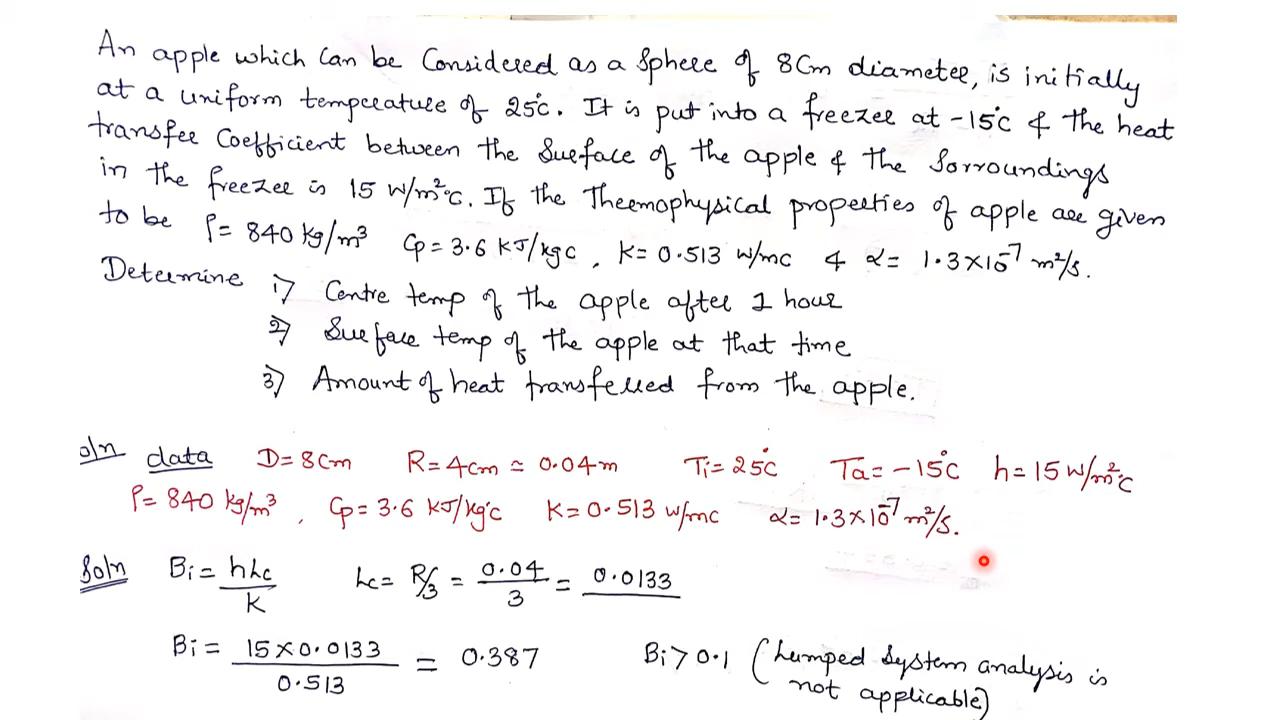 An apple which Can be Considered as a Sphere of 8Cm diameter, is initially
at a uniform temperature of 25°c. It is put into a freezer at -15°c & the heat
transfer Coefficient between the Surface of the apple & the Sorroundings
in the freezer is 15 W/m²°c. If the Thermophysical properties of apple are given
to be ρ= 840 kg/m³ Cp= 3.6 KJ/kgc , K= 0.513 w/mc & α= 1.3×10⁻⁷ m²/s.
Determine 1) Centre temp of the apple after 1 hour
2) Surface temp of the apple at that time
3) Amount of heat transferred from the apple.
o/n data D= 8Cm R= 4cm = 0.04m Ti= 25°c Ta= -15°c h= 15 W/m²°c
ρ= 840 kg/m³ , Cp= 3.6 KJ/kg°c K= 0.513 w/mc α= 1.3×10⁻⁷ m²/s.
Soln Bi= hLc/K Lc= R/3 = 0.04/3 = 0.0133
Bi= 15×0.0133/0.513 = 0.387 Bi> 0.1 (Lumped System analysis is
not applicable)